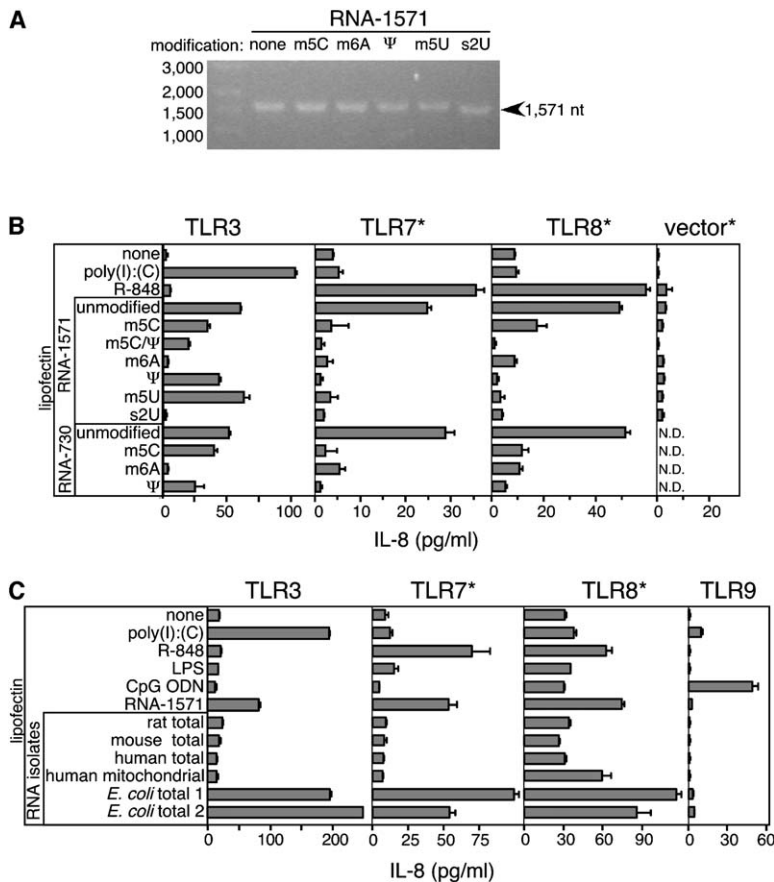 A
RNA-1571
modification: none m5C m6A Ψ m5U s2U
3,000
2,000
1,500
1,000
1,571 nt
B
TLR3 TLR7* TLR8* vector*
lipofectin
none
poly(I):(C)
R-848
RNA-1571
unmodified
m5C
m5C/Ψ
m6A
Ψ
m5U
s2U
RNA-730
unmodified N.D.
m5C N.D.
m6A N.D.
Ψ N.D.
0 50 100 0 10 20 30 0 20 40 0 20
IL-8 (pg/ml)
C
TLR3 TLR7* TLR8* TLR9
lipofectin
none
poly(I):(C)
R-848
LPS
CpG ODN
RNA-1571
RNA isolates
rat total
mouse total
human total
human mitochondrial
E. coli total 1
E. coli total 2
0 100 200 0 25 50 75 0 30 60 90 0 30 60
IL-8 (pg/ml)